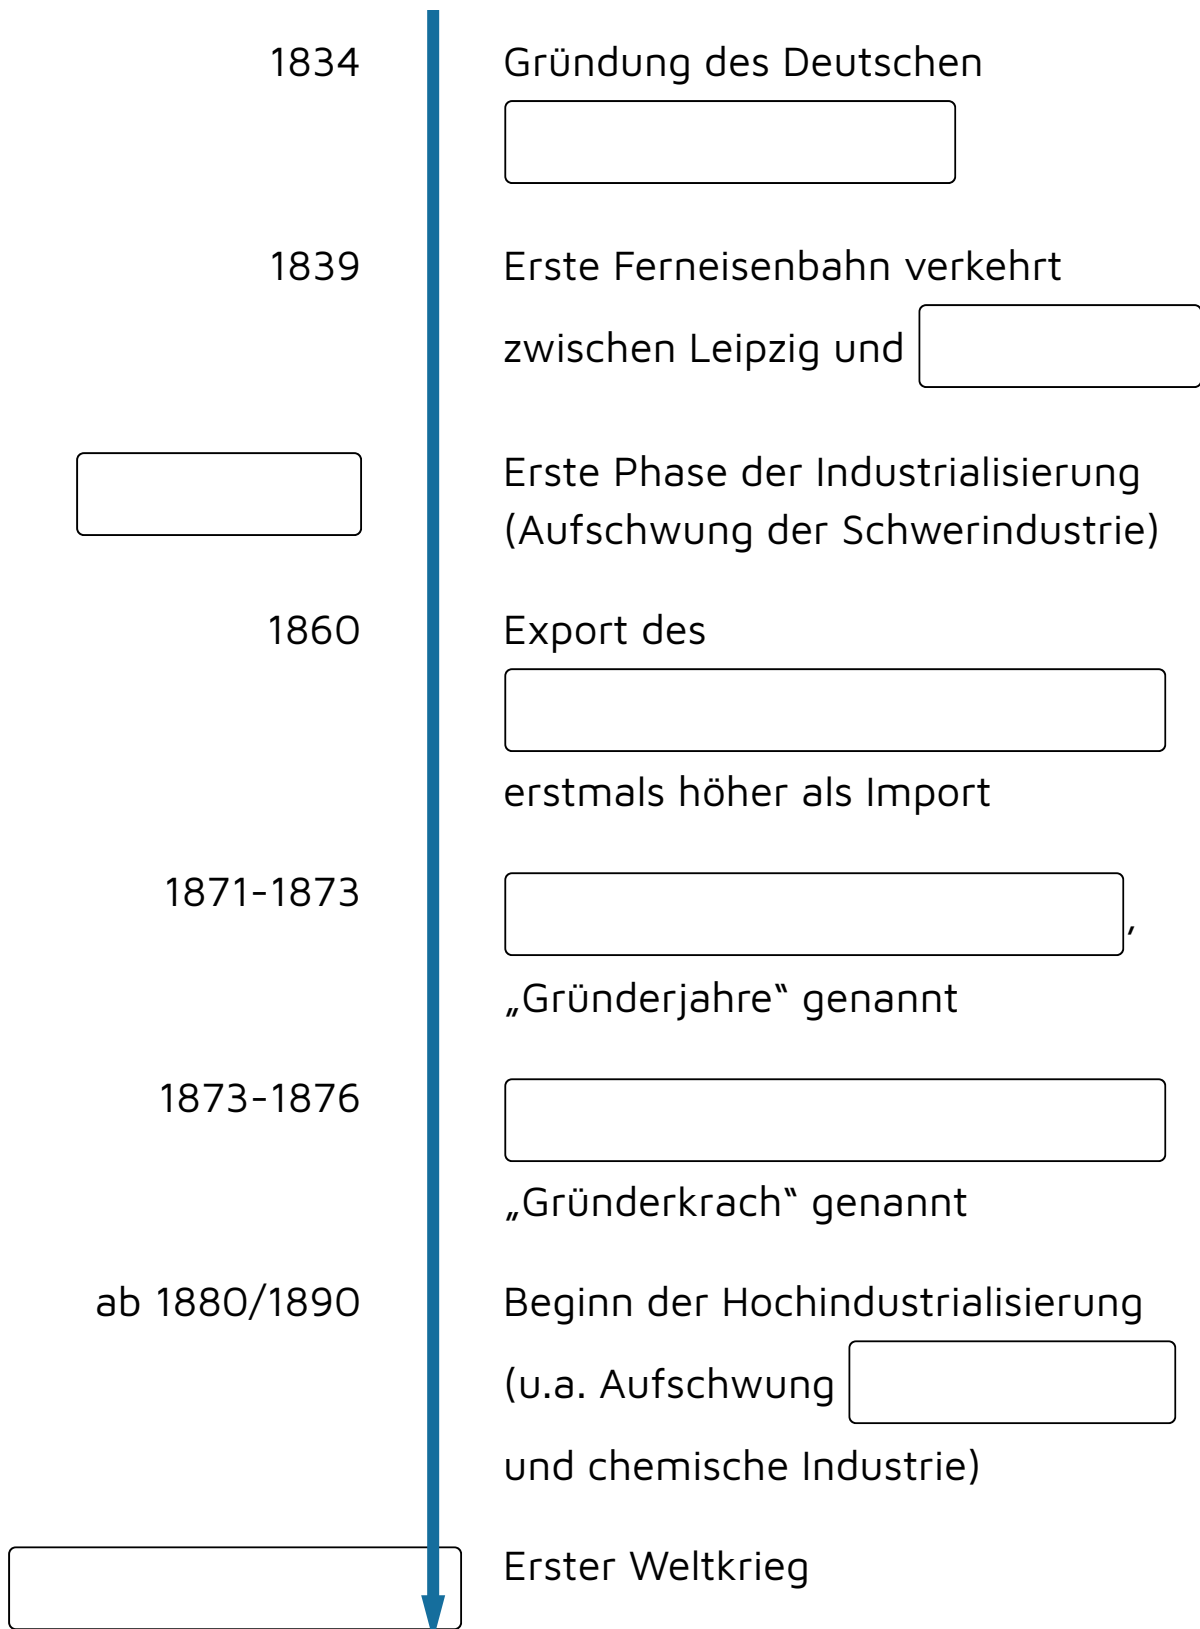 1834
Gründung des Deutschen
1839
Erste Ferneisenbahn verkehrt
zwischen Leipzig und
Erste Phase der Industrialisierung
(Aufschwung der Schwerindustrie)
1860
Export des
erstmals höher als Import
1871-1873
,
„Gründerjahre“ genannt
1873-1876
„Gründerkrach“ genannt
ab 1880/1890
Beginn der Hochindustrialisierung
(u.a. Aufschwung
und chemische Industrie)
Erster Weltkrieg